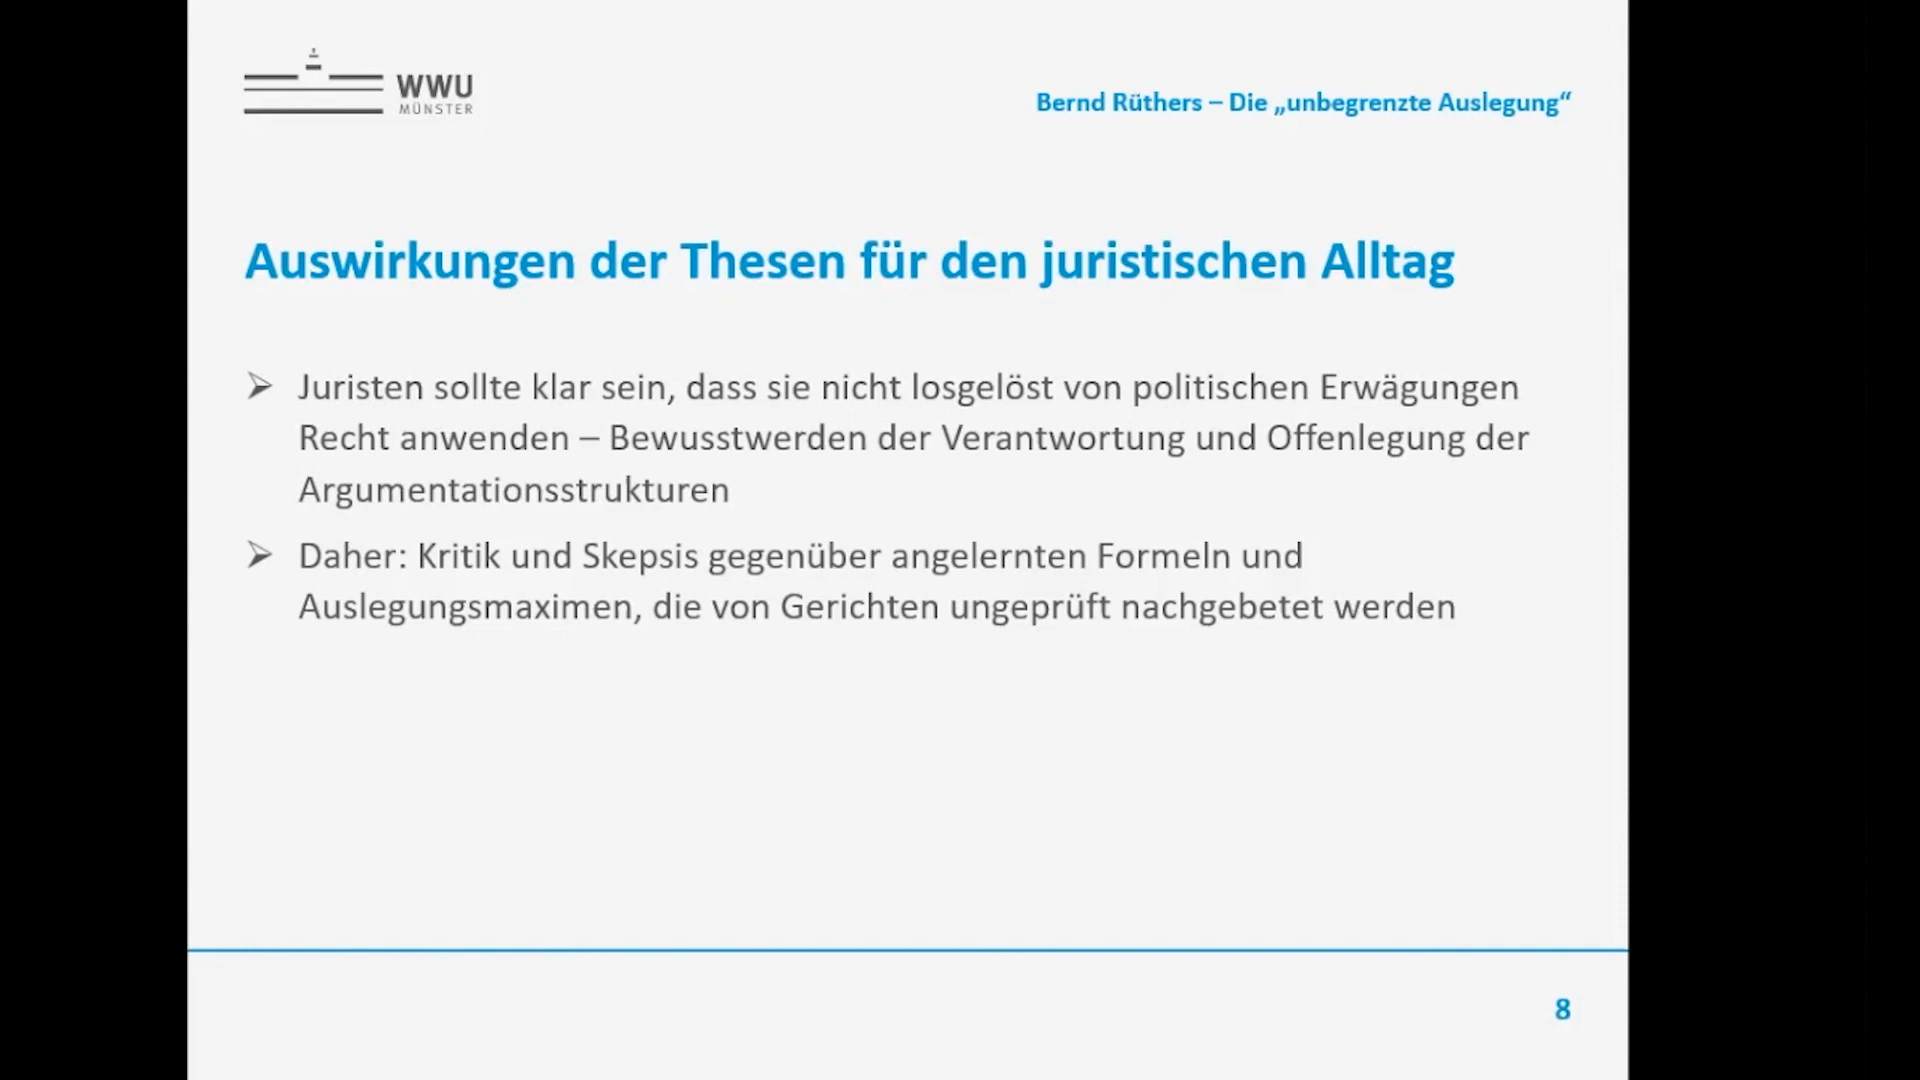 WWU
MÜNSTER
Bernd Rüthers – Die „unbegrenzte Auslegung“
Auswirkungen der Thesen für den juristischen Alltag
➢ Juristen sollte klar sein, dass sie nicht losgelöst von politischen Erwägungen
Recht anwenden – Bewusstwerden der Verantwortung und Offenlegung der
Argumentationsstrukturen
➢ Daher: Kritik und Skepsis gegenüber angelernten Formeln und
Auslegungsmaximen, die von Gerichten ungeprüft nachgebetet werden
8